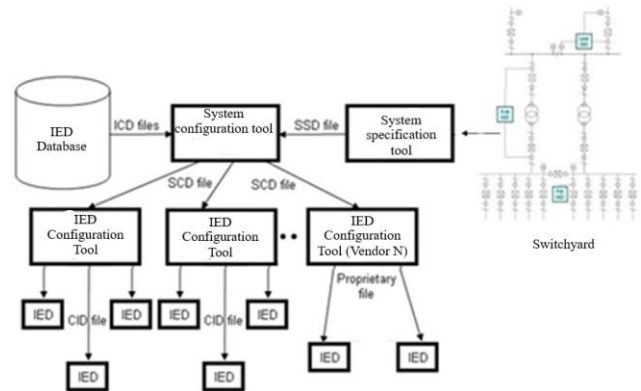 IED
Database
ICD files
System
configuration tool
SSD file
System
specification
tool
Switchyard
SCD file
SCD file
IED
Configuration
Tool
IED
Configuration
Tool
IED
Configuration
Tool (Vendor N)
Proprietary
file
IED
CID file
IED
IED
CID file
IED
IED
IED
IED
IED